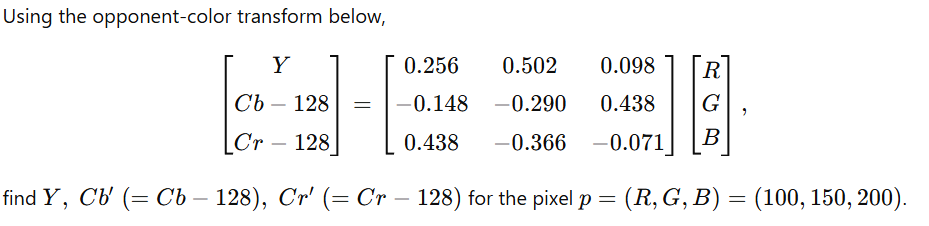 Using the opponent-color transform below,
[ Y ] [ 0.256 0.502 0.098 ] [ R ]
[ Cb − 128 ] = [ −0.148 −0.290 0.438 ] [ G ] ,
[ Cr − 128 ] [ 0.438 −0.366 −0.071 ] [ B ]
find Y, Cb′ (= Cb − 128), Cr′ (= Cr − 128) for the pixel p = (R, G, B) = (100, 150, 200).